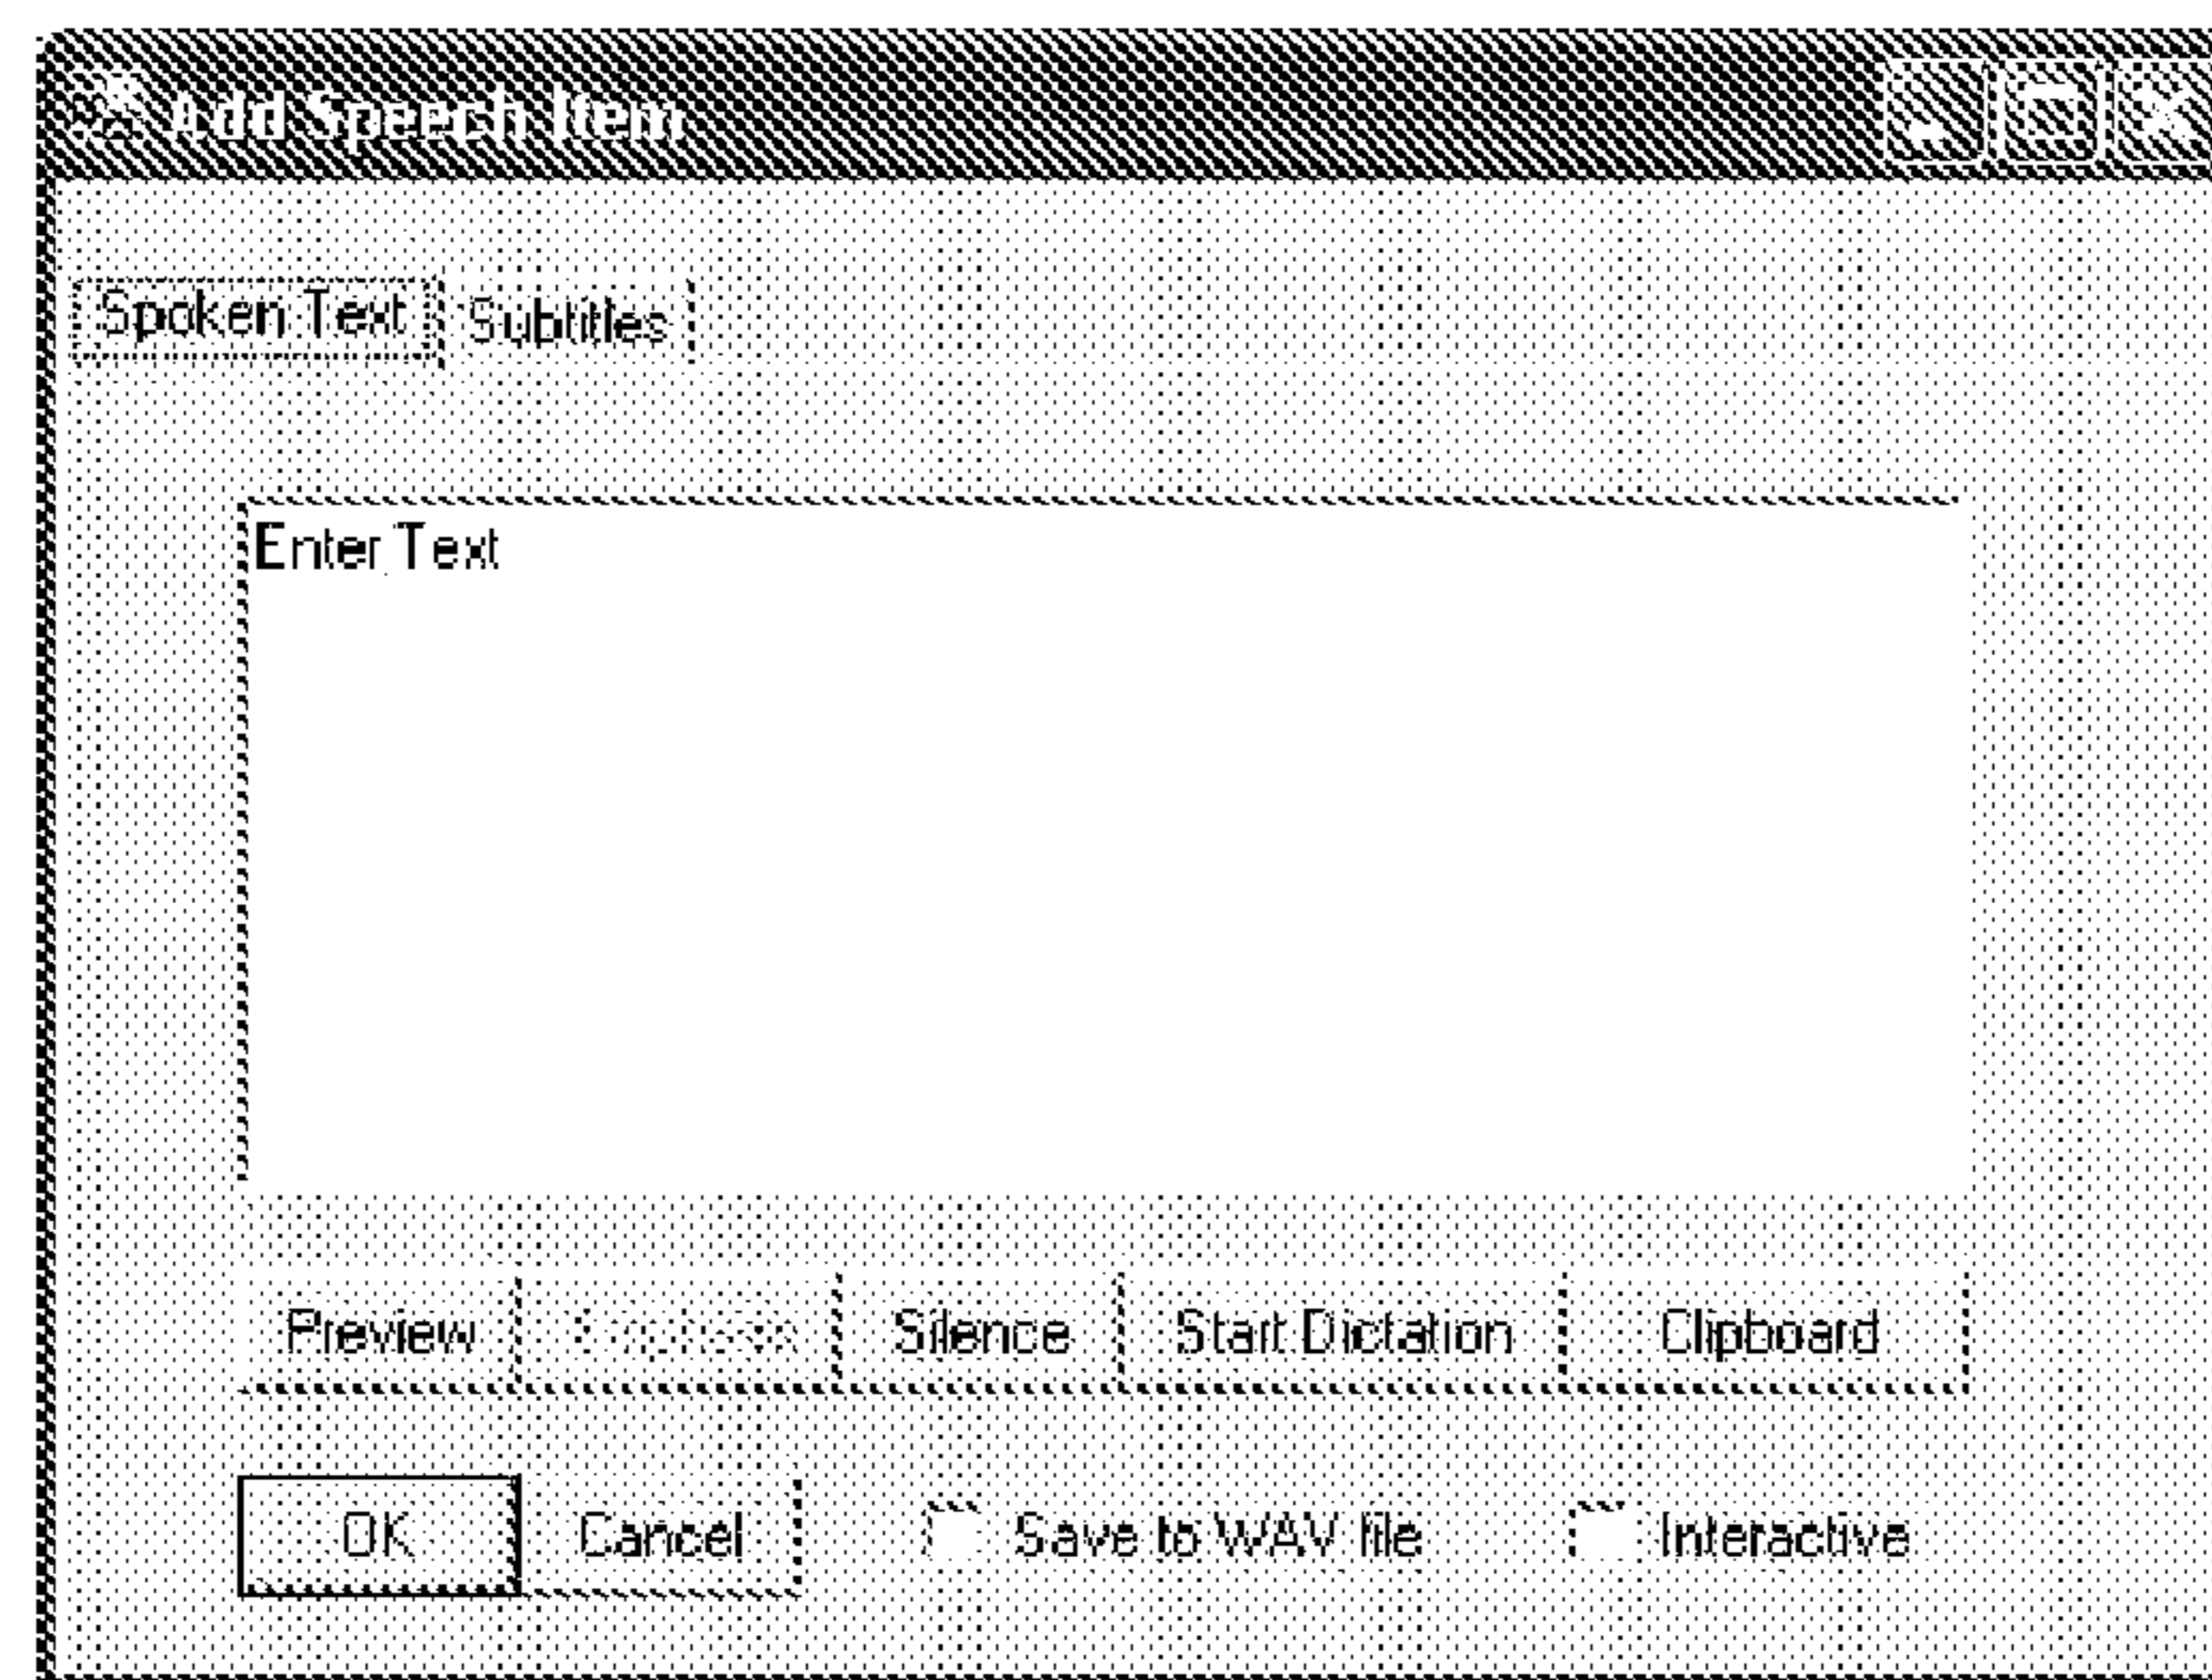 Add Speech Item
Spoken Text Subtitles
Enter Text
Preview Silence Start Dictation Clipboard
OK Cancel Save to WAV file Interactive